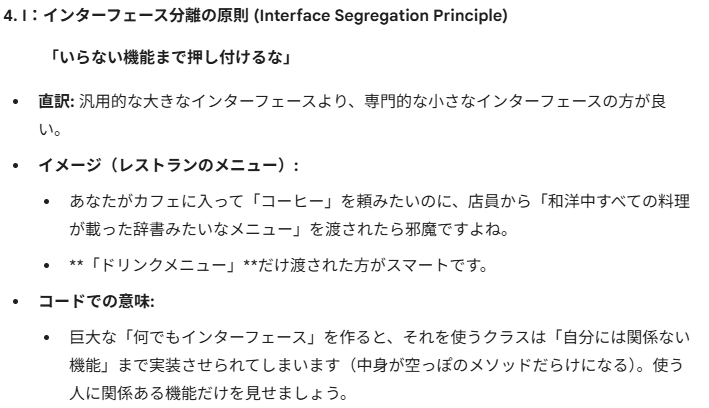 4. I：インターフェース分離の原則 (Interface Segregation Principle)
「いらない機能まで押し付けるな」
• 直訳: 汎用的な大きなインターフェースより、専門的な小さなインターフェースの方が良
い。
• イメージ（レストランのメニュー）:
• あなたがカフェに入って「コーヒー」を頼みたいのに、店員から「和洋中すべての料理
が載った辞書みたいなメニュー」を渡されたら邪魔ですよね。
• **「ドリンクメニュー」**だけ渡された方がスマートです。
• コードでの意味:
• 巨大な「何でもインターフェース」を作ると、それを使うクラスは「自分には関係ない
機能」まで実装させられてしまいます（中身が空っぽのメソッドだらけになる）。使う
人に関係ある機能だけを見せましょう。